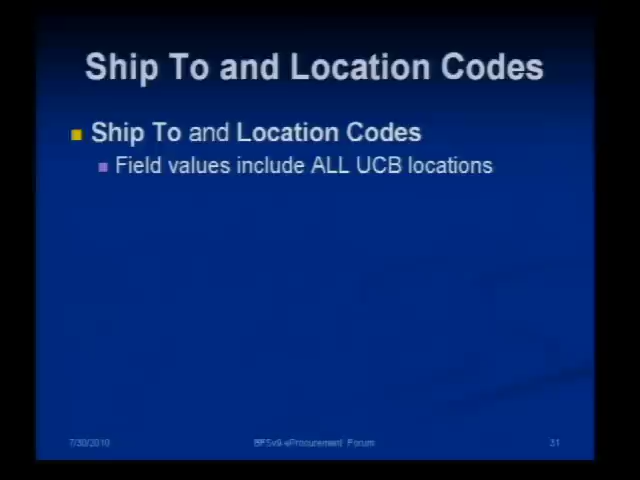 Ship To and Location Codes
Ship To and Location Codes
Field values include ALL UCB locations
7/30/2010
BFSv9 eProcurement Forum
31